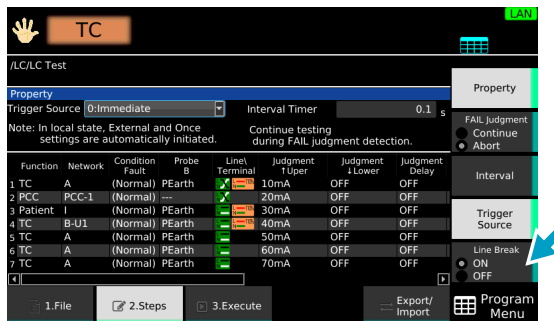 LAN
TC
/LC/LC Test
Property
Property
Trigger Source 0:Immediate Interval Timer 0.1 s
Note: In local state, External and Once
settings are automatically initiated.
Continue testing
during FAIL judgment detection.
FAIL Judgment
Continue
Abort
Interval
Function Network Condition Fault Probe B Line\ Terminal Judgment ↑Uper Judgment ↓Lower Judgment Delay
1 TC A (Normal) PEarth 10mA OFF OFF
2 PCC PCC-1 (Normal) --- 20mA OFF OFF
3 Patient I (Normal) PEarth 30mA OFF OFF
4 TC B-U1 (Normal) PEarth 40mA OFF OFF
5 TC A (Normal) PEarth 50mA OFF OFF
6 TC A (Normal) PEarth 60mA OFF OFF
7 TC A (Normal) PEarth 70mA OFF OFF
Trigger
Source
Line Break
ON
OFF
1.File 2.Steps 3.Execute Export/
Import
Program
Menu